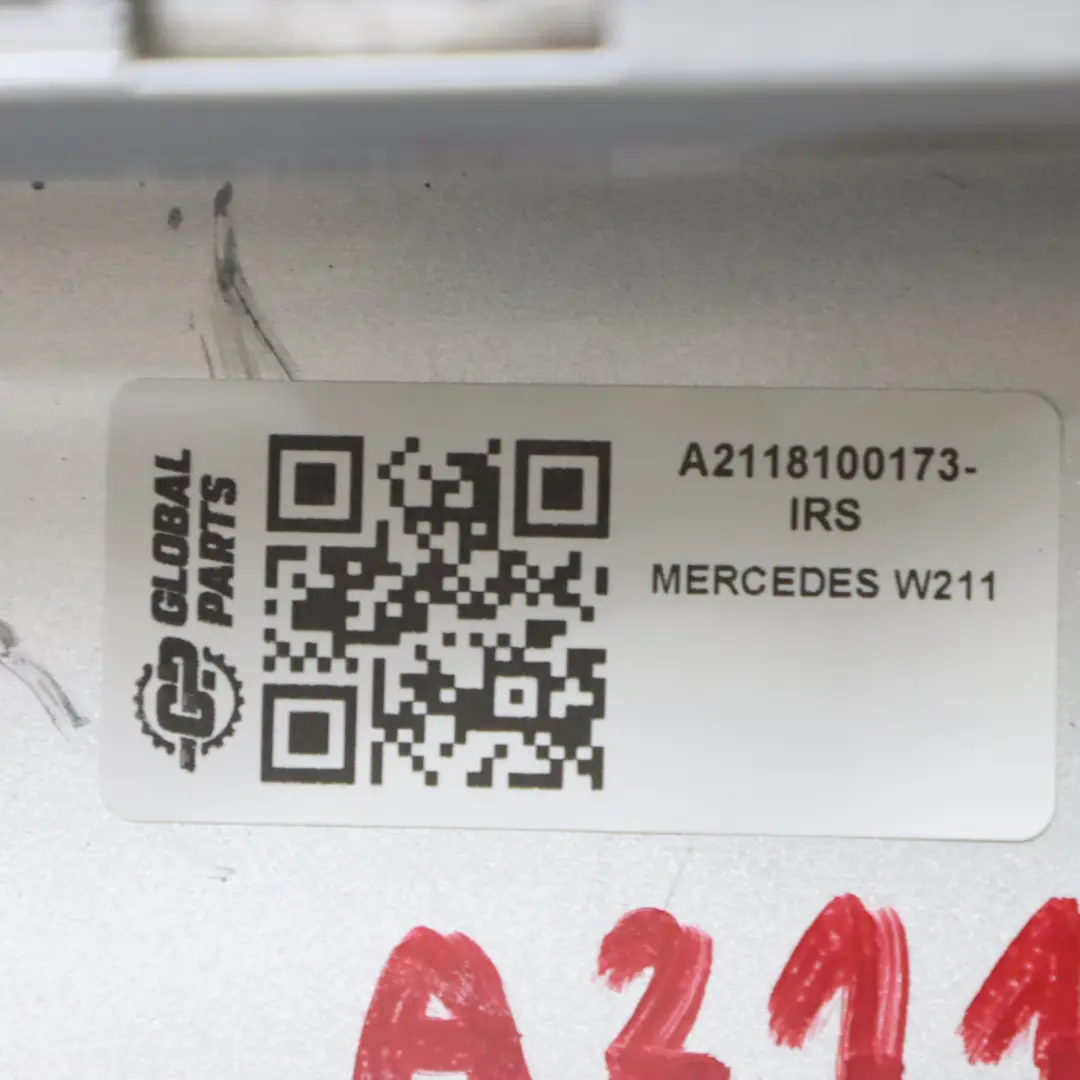 GLOBAL
PARTS
A2118100173-
IRS
MERCEDES W211
A211